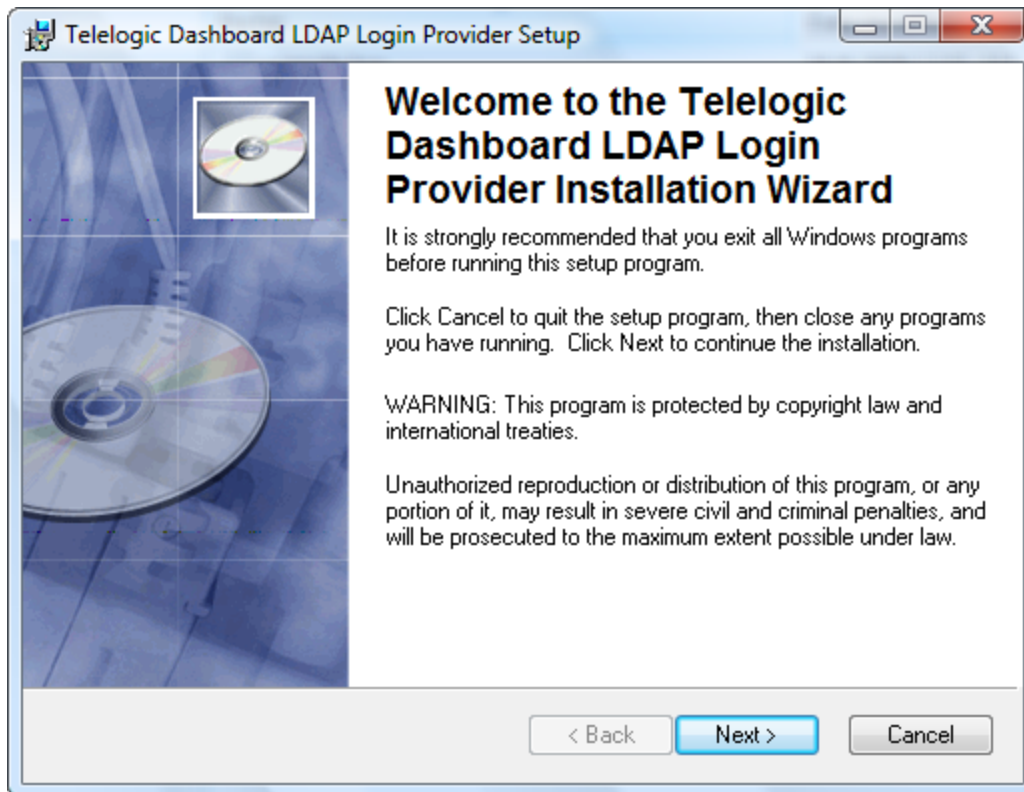 Telelogic Dashboard LDAP Login Provider Setup
Welcome to the Telelogic
Dashboard LDAP Login
Provider Installation Wizard
It is strongly recommended that you exit all Windows programs
before running this setup program.
Click Cancel to quit the setup program, then close any programs
you have running.  Click Next to continue the installation.
WARNING: This program is protected by copyright law and
international treaties.
Unauthorized reproduction or distribution of this program, or any
portion of it, may result in severe civil and criminal penalties, and
will be prosecuted to the maximum extent possible under law.
< Back
Next >
Cancel